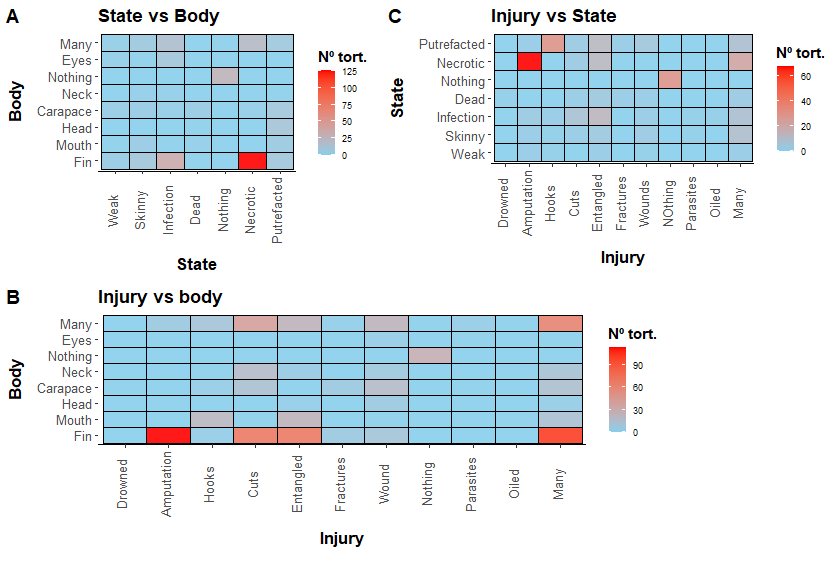 A
State vs Body
Body
Many
Eyes
Nothing
Neck
Carapace
Head
Mouth
Fin
Weak
Skinny
Infection
Dead
Nothing
Necrotic
Putrefacted
State
Nº tort.
125
100
75
50
25
0
C
Injury vs State
State
Putrefacted
Necrotic
Nothing
Dead
Infection
Skinny
Weak
Drowned
Amputation
Hooks
Cuts
Entangled
Fractures
Wounds
NOthing
Parasites
Oiled
Many
Injury
Nº tort.
60
40
20
0
B
Injury vs body
Body
Many
Eyes
Nothing
Neck
Carapace
Head
Mouth
Fin
Drowned
Amputation
Hooks
Cuts
Entangled
Fractures
Wound
Nothing
Parasites
Oiled
Many
Injury
Nº tort.
90
60
30
0